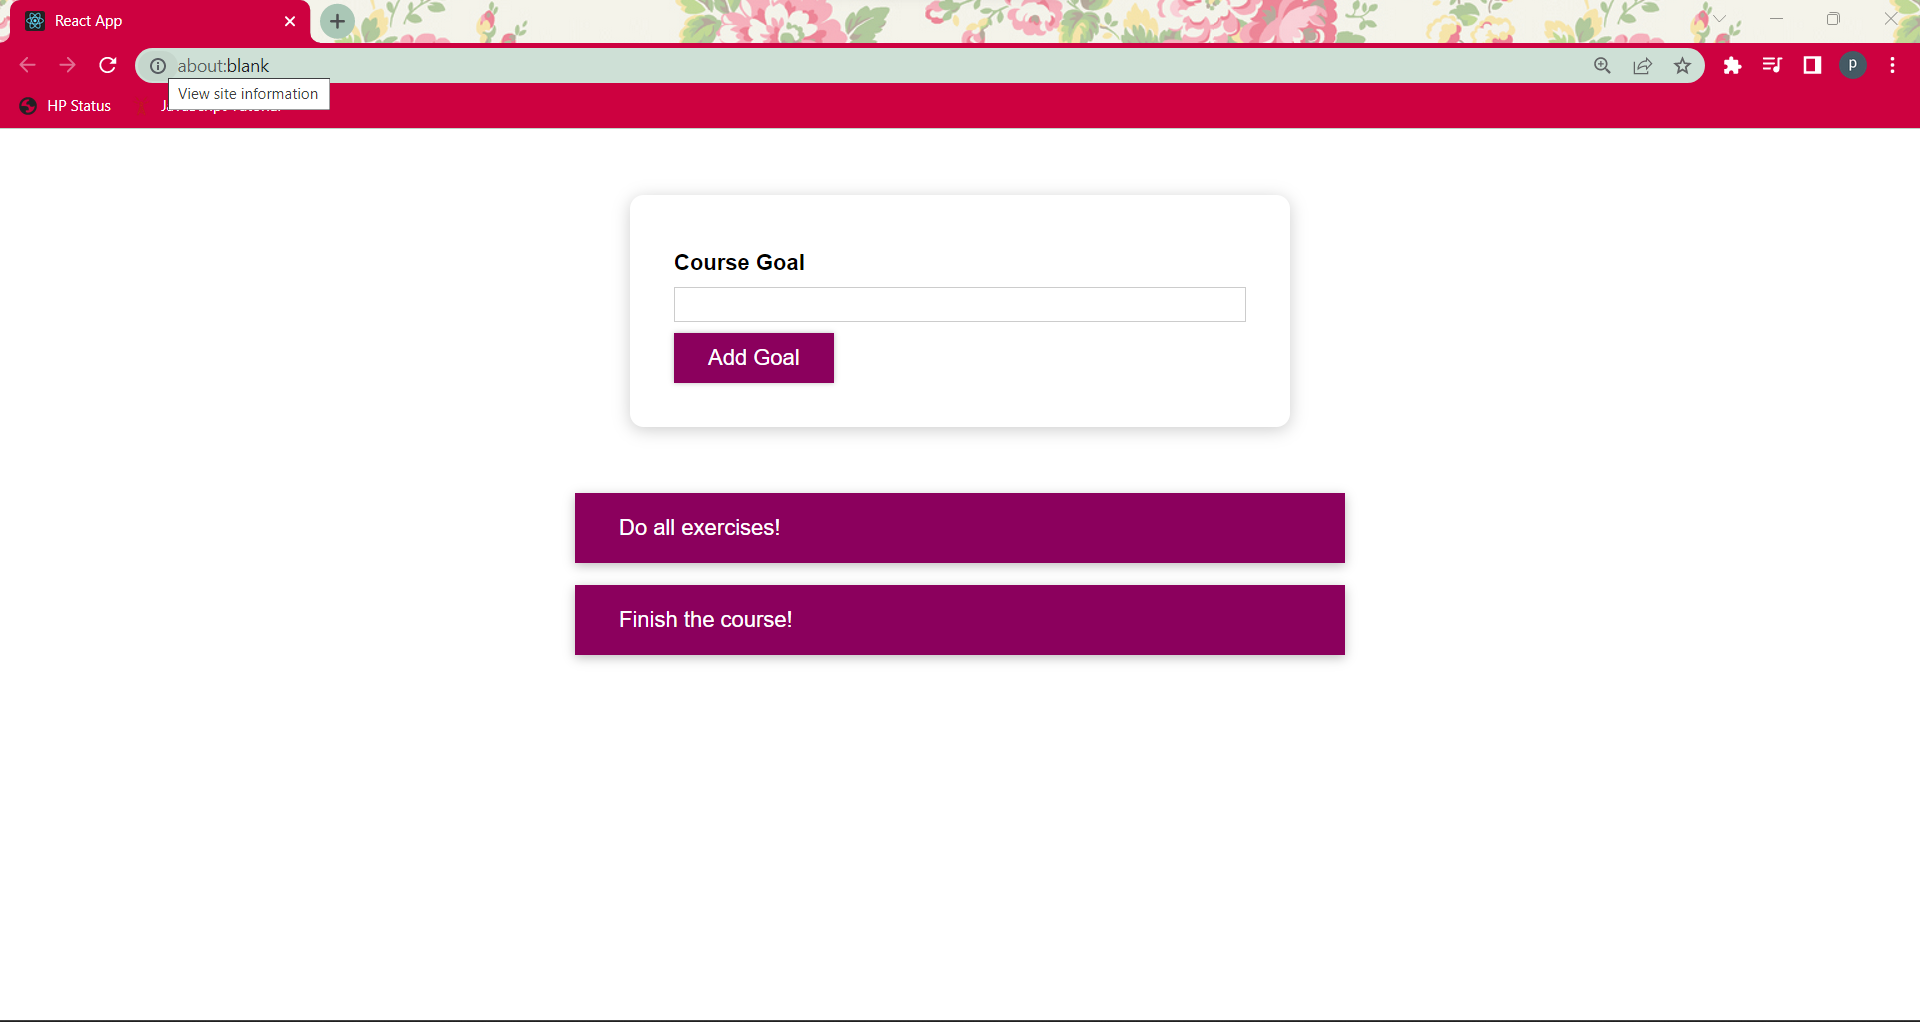 React App
about:blank
View site information
HP Status
Course Goal
Add Goal
Do all exercises!
Finish the course!
P